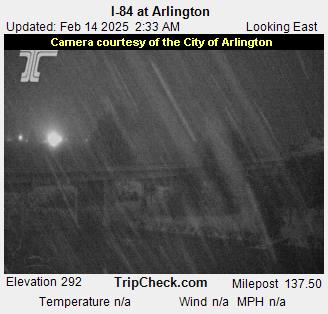 I-84 at Arlington
Updated: Feb 14 2025 2:33 AM Looking East
Camera courtesy of the City of Arlington
Elevation 292 TripCheck.com Milepost 137.50
Temperature n/a Wind n/a MPH n/a